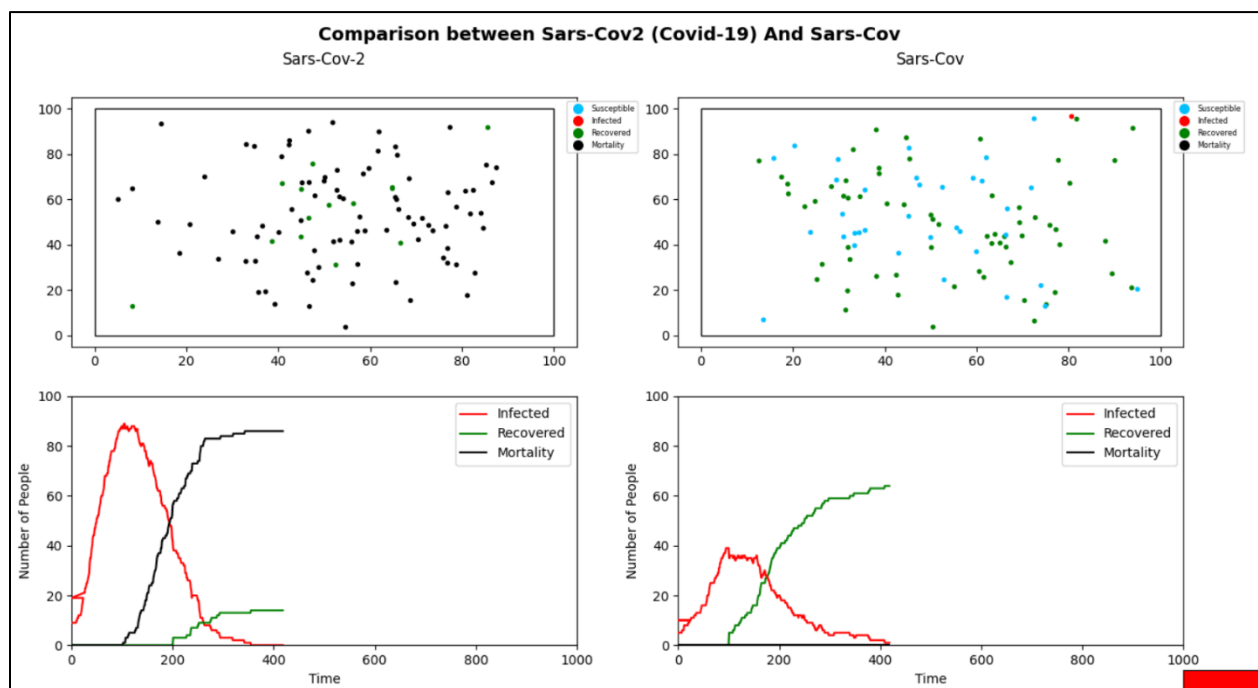 Comparison between Sars-Cov2 (Covid-19) And Sars-Cov
Sars-Cov-2
100
80
60
40
20
0
0 20 40 60 80 100
Susceptible
Infected
Recovered
Mortality
Sars-Cov
100
80
60
40
20
0
0 20 40 60 80 100
Susceptible
Infected
Recovered
Mortality
Number of People
100
80
60
40
20
0
0 200 400 600 800 1000
Time
Infected
Recovered
Mortality
Number of People
100
80
60
40
20
0
0 200 400 600 800 1000
Time
Infected
Recovered
Mortality